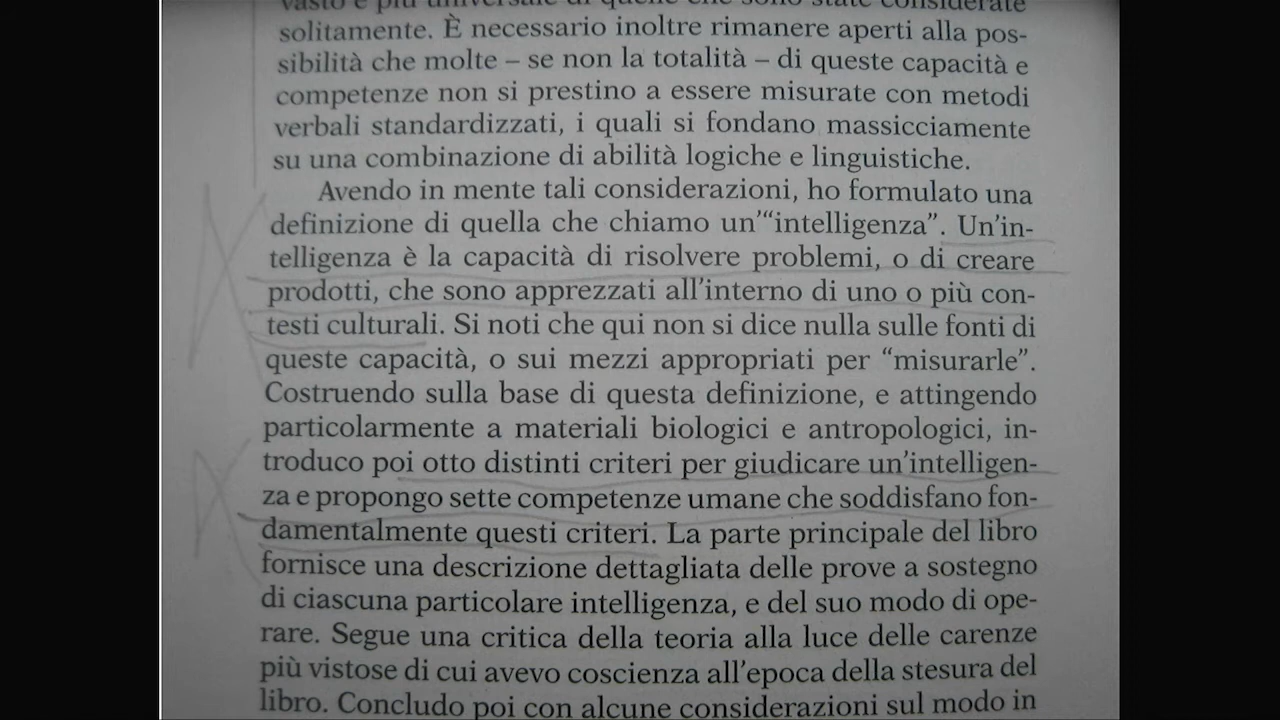 vasto e più universale di quelle che sono state considerate
solitamente. È necessario inoltre rimanere aperti alla pos-
sibilità che molte – se non la totalità – di queste capacità e
competenze non si prestino a essere misurate con metodi
verbali standardizzati, i quali si fondano massicciamente
su una combinazione di abilità logiche e linguistiche.
Avendo in mente tali considerazioni, ho formulato una
definizione di quella che chiamo un’“intelligenza”. Un’in-
telligenza è la capacità di risolvere problemi, o di creare
prodotti, che sono apprezzati all’interno di uno o più con-
testi culturali. Si noti che qui non si dice nulla sulle fonti di
queste capacità, o sui mezzi appropriati per “misurarle”.
Costruendo sulla base di questa definizione, e attingendo
particolarmente a materiali biologici e antropologici, in-
troduco poi otto distinti criteri per giudicare un’intelligen-
za e propongo sette competenze umane che soddisfano fon-
damentalmente questi criteri. La parte principale del libro
fornisce una descrizione dettagliata delle prove a sostegno
di ciascuna particolare intelligenza, e del suo modo di ope-
rare. Segue una critica della teoria alla luce delle carenze
più vistose di cui avevo coscienza all’epoca della stesura del
libro. Concludo poi con alcune considerazioni sul modo in